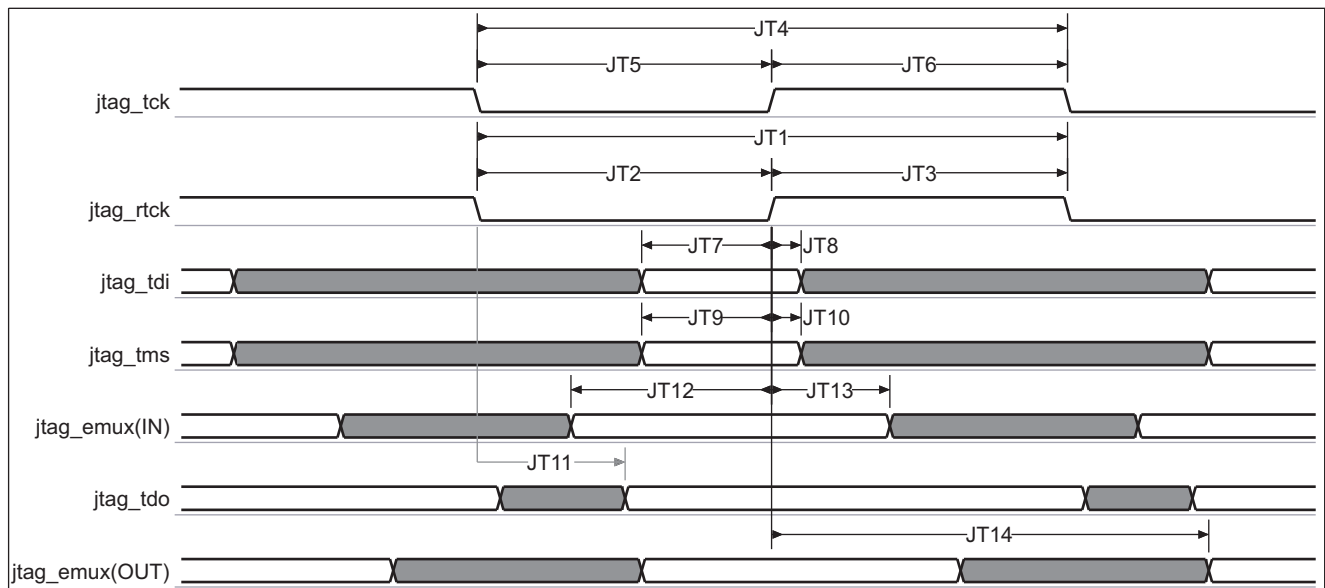 JT4
JT5 JT6
jtag_tck
JT1
JT2 JT3
jtag_rtck
JT7 JT8
jtag_tdi
JT9 JT10
jtag_tms
JT12 JT13
jtag_emux(IN)
JT11
jtag_tdo
JT14
jtag_emux(OUT)